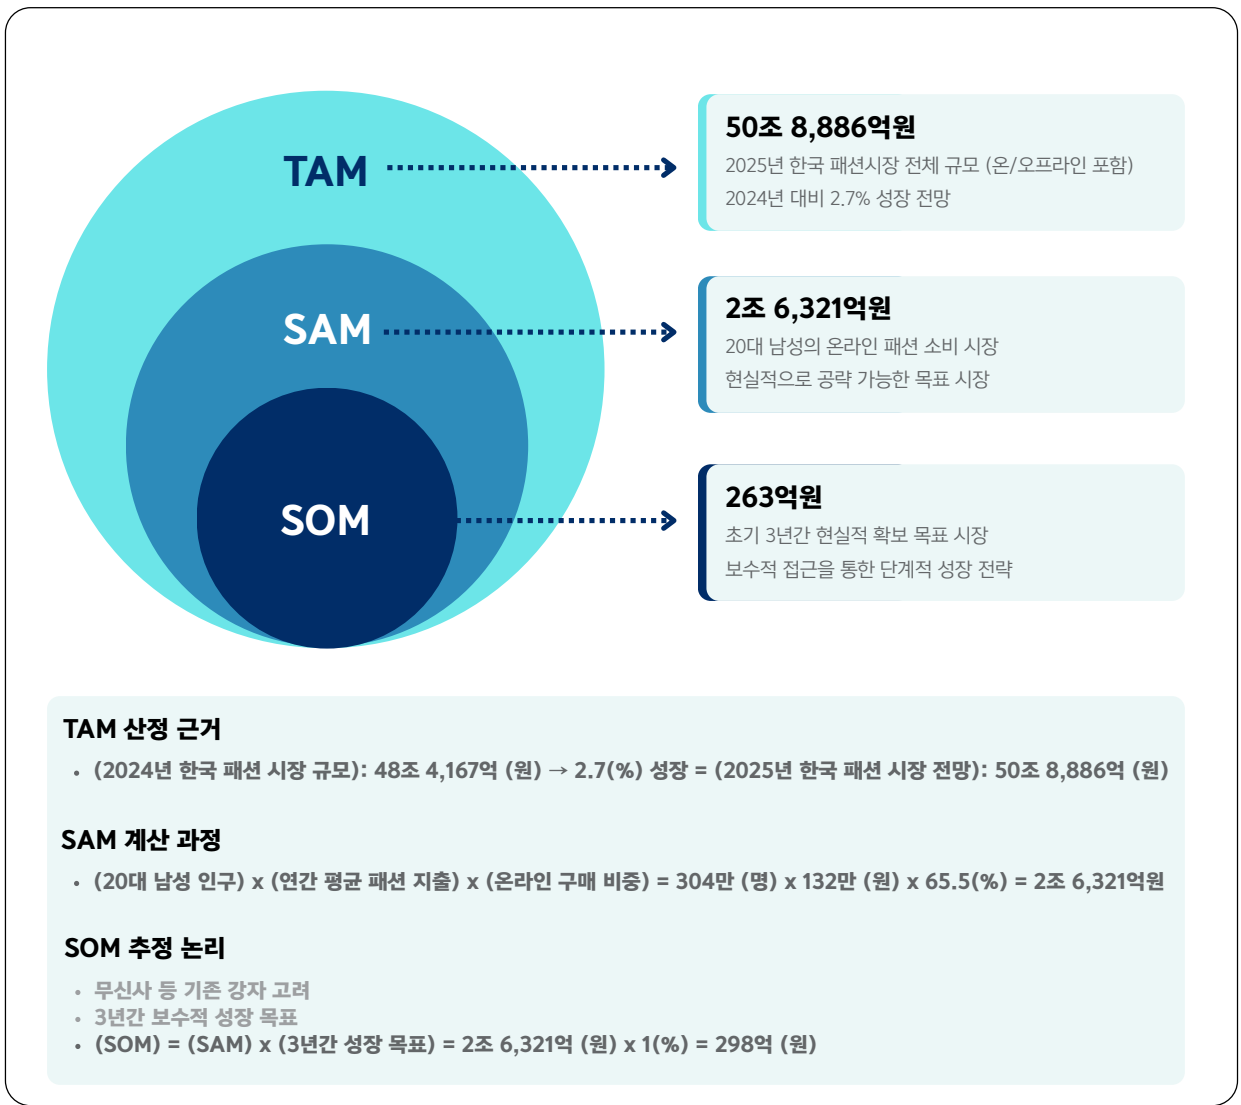 TAM
50조 8,886억원
2025년 한국 패션시장 전체 규모 (온/오프라인 포함)
2024년 대비 2.7% 성장 전망
SAM
2조 6,321억원
20대 남성의 온라인 패션 소비 시장
현실적으로 공략 가능한 목표 시장
SOM
263억원
초기 3년간 현실적 확보 목표 시장
보수적 접근을 통한 단계적 성장 전략
TAM 산정 근거
• (2024년 한국 패션 시장 규모): 48조 4,167억 (원) → 2.7(%) 성장 = (2025년 한국 패션 시장 전망): 50조 8,886억 (원)
SAM 계산 과정
• (20대 남성 인구) x (연간 평균 패션 지출) x (온라인 구매 비중) = 304만 (명) x 132만 (원) x 65.5(%) = 2조 6,321억원
SOM 추정 논리
• 무신사 등 기존 강자 고려
• 3년간 보수적 성장 목표
• (SOM) = (SAM) x (3년간 성장 목표) = 2조 6,321억 (원) x 1(%) = 298억 (원)